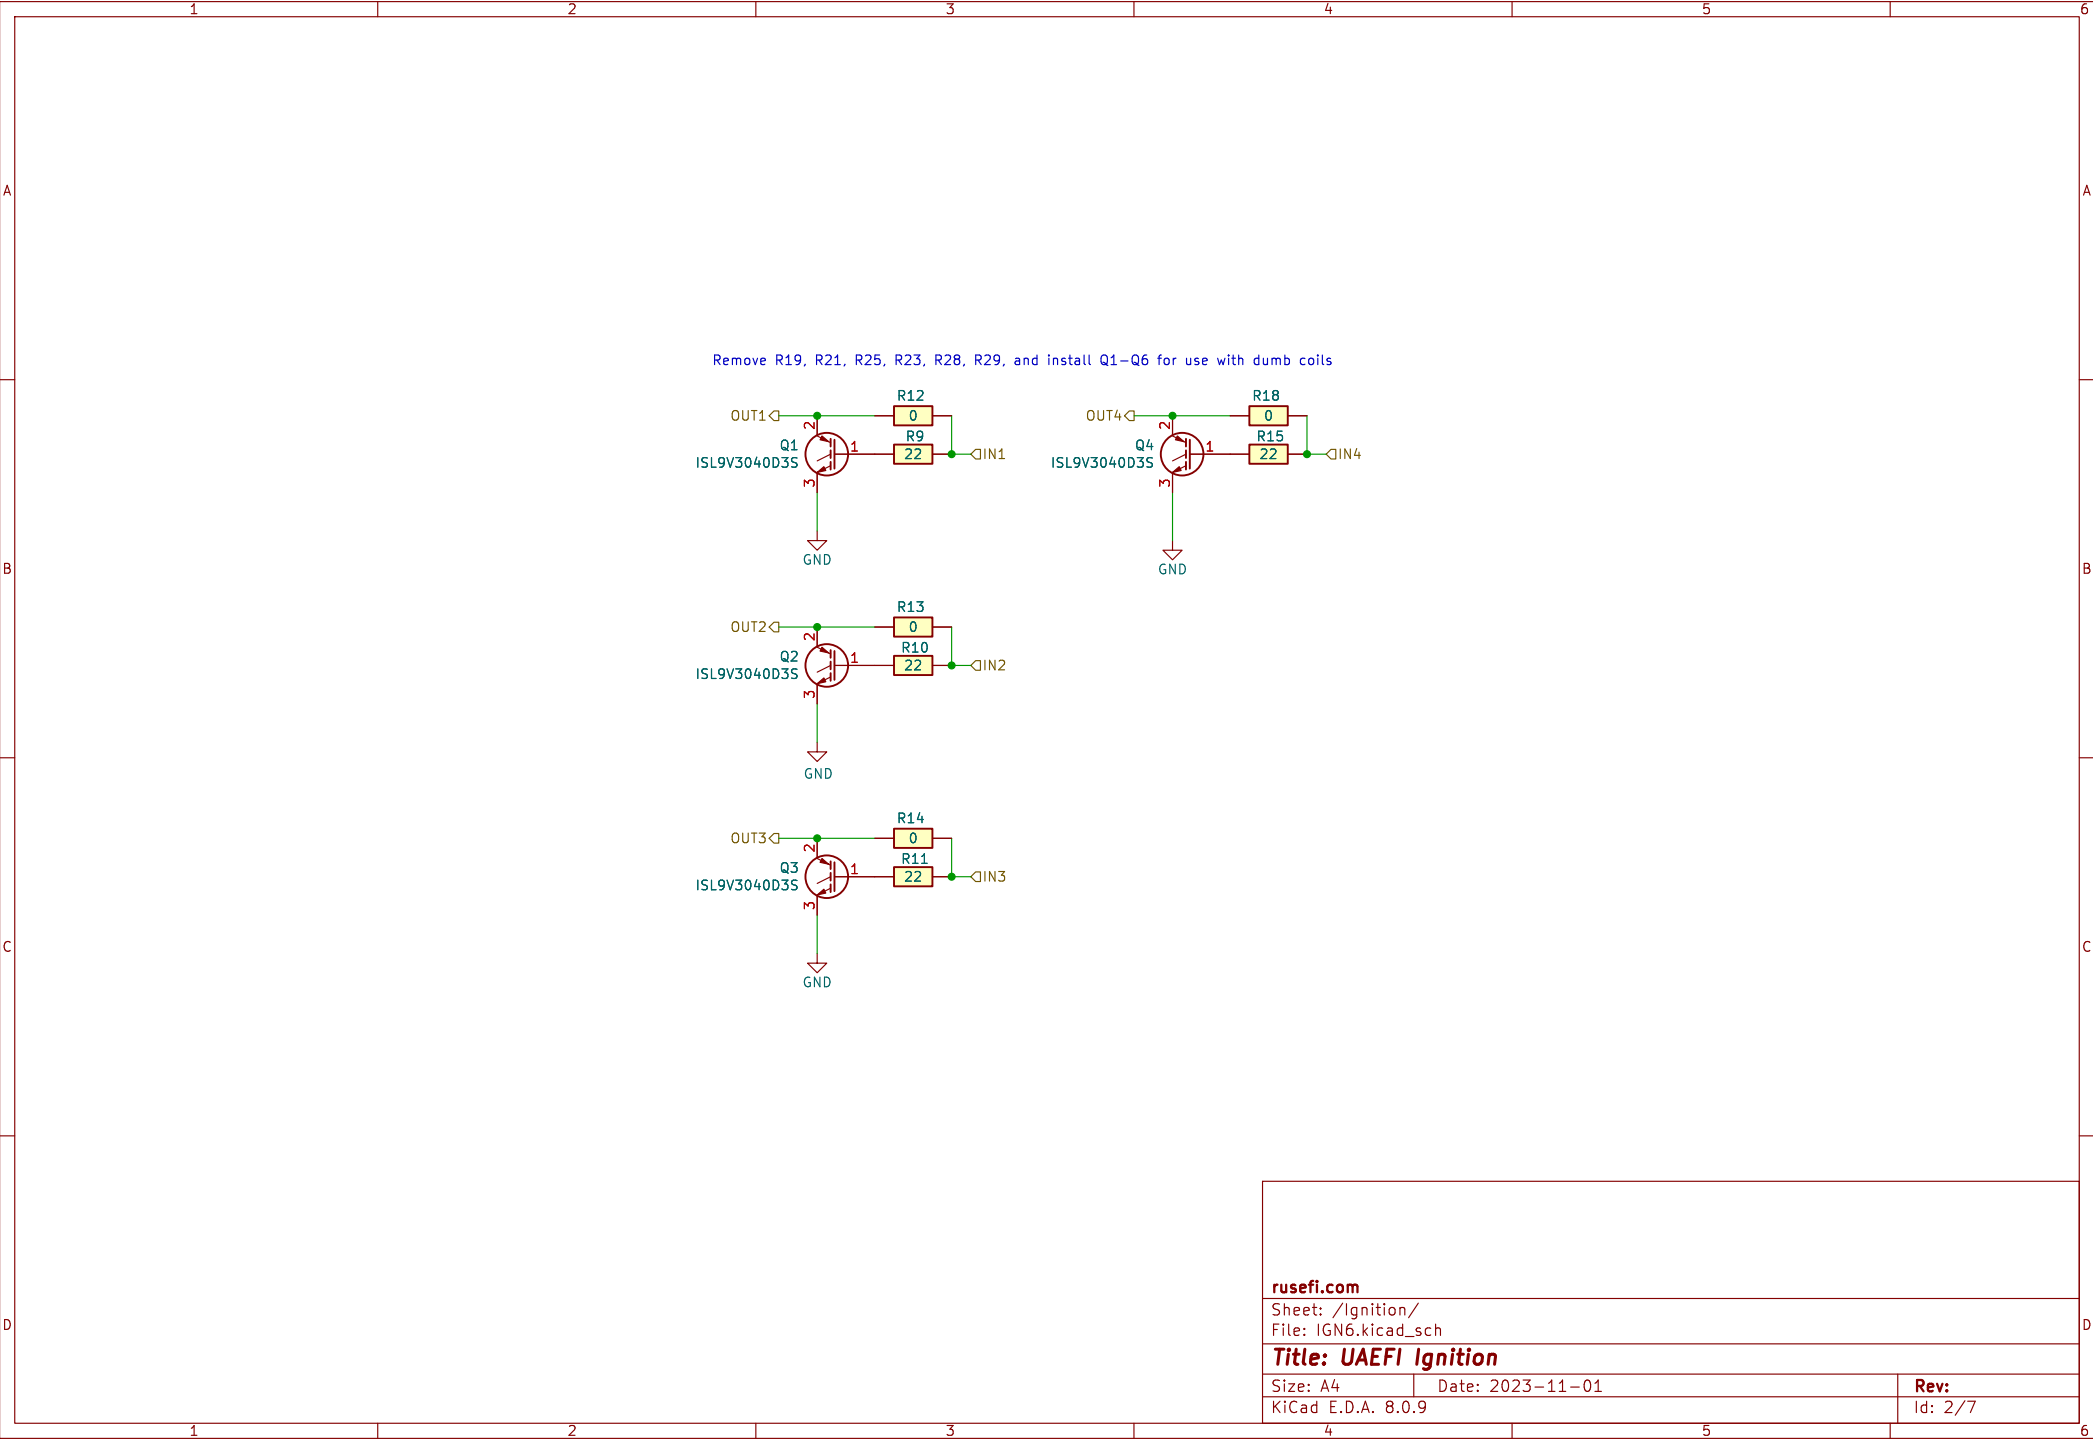 1 2 3 4 5 6
A A
Remove R19, R21, R25, R23, R28, R29, and install Q1-Q6 for use with dumb coils
R12
OUT1 0
2
R9
Q1 1 22 IN1
ISL9V3040D3S
3
GND
R18
OUT4 0
2
R15
Q4 1 22 IN4
ISL9V3040D3S
3
GND
B B
R13
OUT2 0
2
R10
Q2 1 22 IN2
ISL9V3040D3S
3
GND
R14
OUT3 0
2
R11
Q3 1 22 IN3
ISL9V3040D3S
3
GND
C C
rusefi.com
Sheet: /Ignition/
File: IGN6.kicad_sch
Title: UAEFI Ignition
Size: A4 Date: 2023-11-01 Rev:
KiCad E.D.A. 8.0.9 Id: 2/7
D D
1 2 3 4 5 6